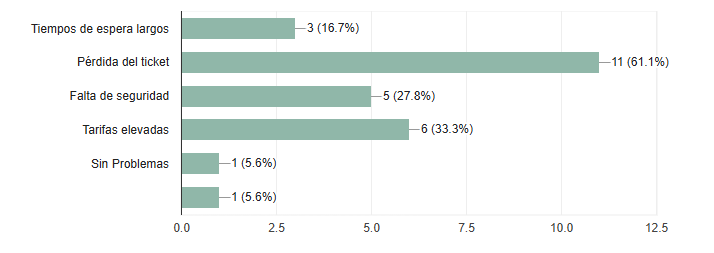 Tiempos de espera largos 3 (16.7%)
Pérdida del ticket 11 (61.1%)
Falta de seguridad 5 (27.8%)
Tarifas elevadas 6 (33.3%)
Sin Problemas 1 (5.6%)
1 (5.6%)
0.0 2.5 5.0 7.5 10.0 12.5